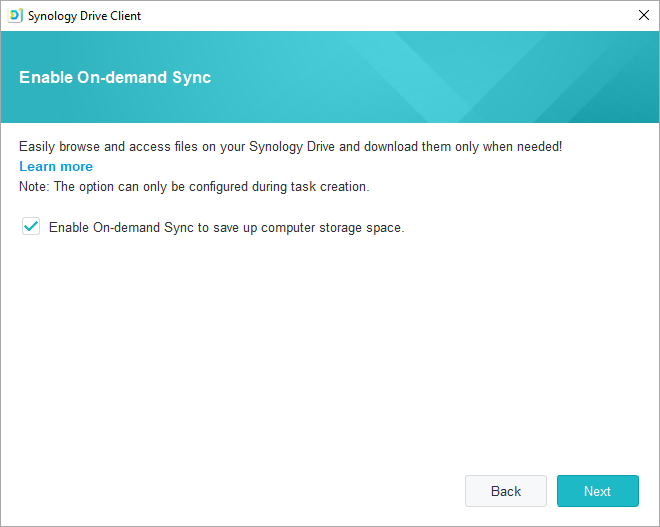 Synology Drive Client
Enable On-demand Sync
Easily browse and access files on your Synology Drive and download them only when needed!
Learn more
Note: The option can only be configured during task creation.
Enable On-demand Sync to save up computer storage space.
Back
Next